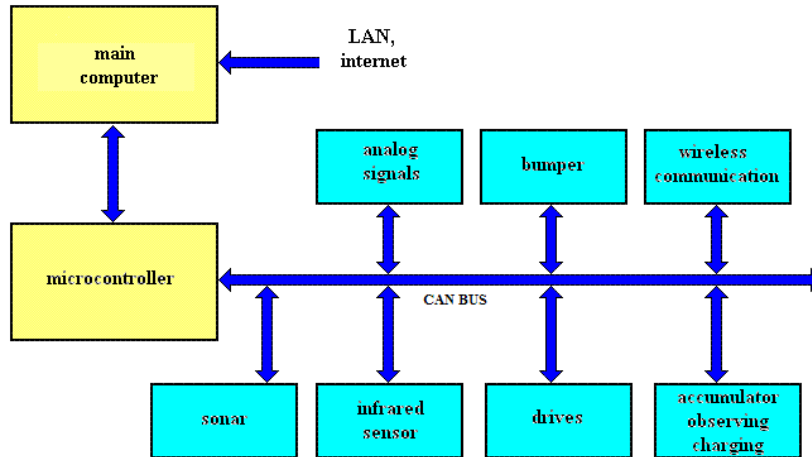 main
computer
LAN,
internet
analog
signals
bumper
wireless
communication
microcontroller
CAN BUS
sonar
infrared
sensor
drives
accumulator
observing
charging